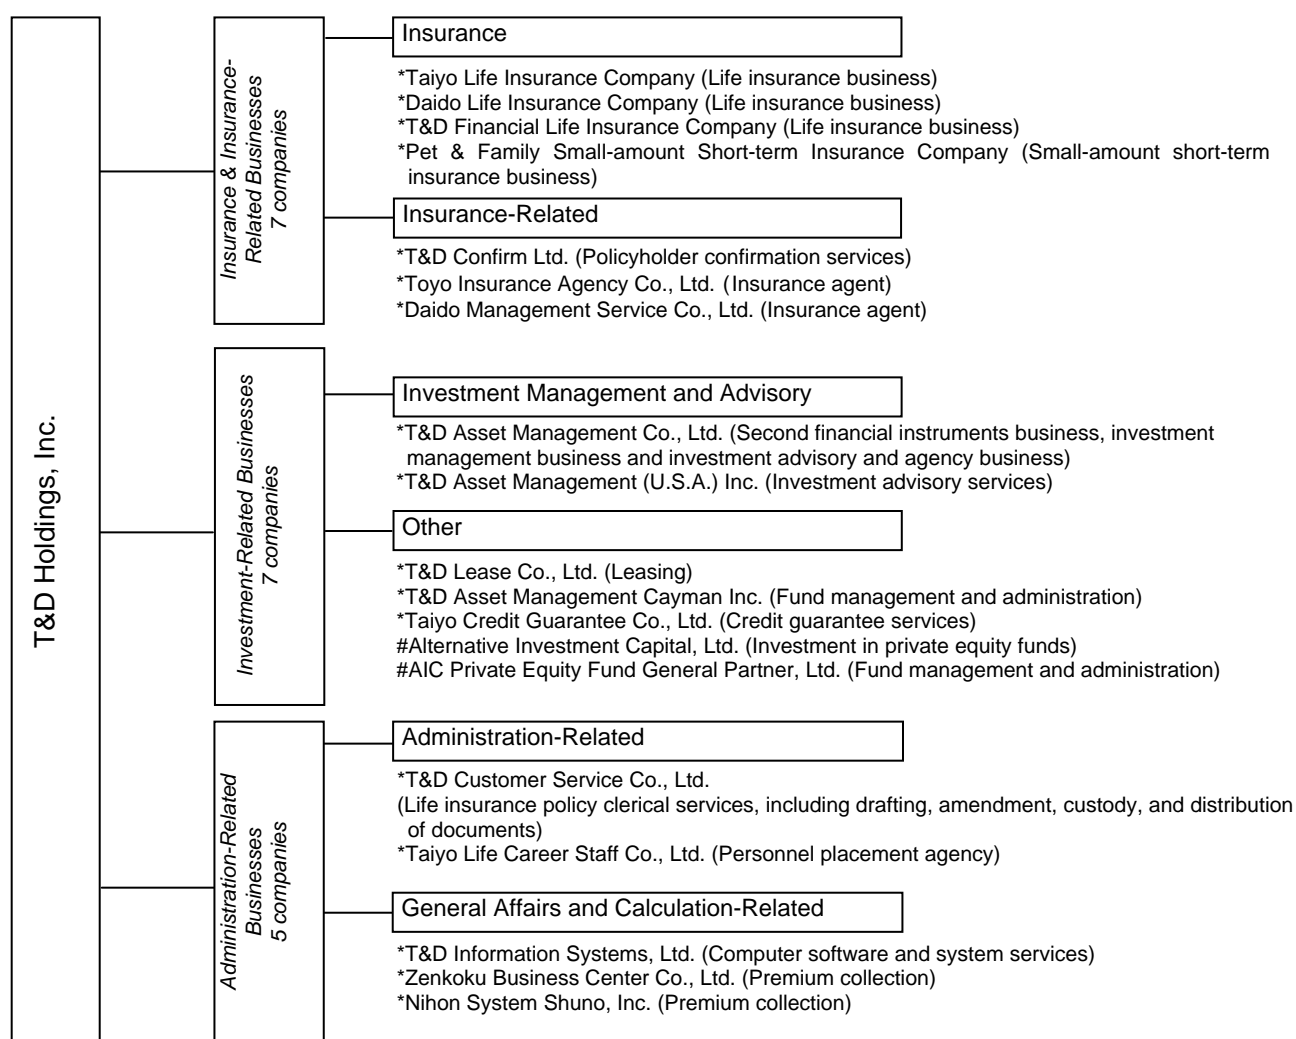 T&D Holdings, Inc.
Insurance & Insurance-
Related Businesses
7 companies
Insurance
*Taiyo Life Insurance Company (Life insurance business)
*Daido Life Insurance Company (Life insurance business)
*T&D Financial Life Insurance Company (Life insurance business)
*Pet & Family Small-amount Short-term Insurance Company (Small-amount short-term
insurance business)
Insurance-Related
*T&D Confirm Ltd. (Policyholder confirmation services)
*Toyo Insurance Agency Co., Ltd. (Insurance agent)
*Daido Management Service Co., Ltd. (Insurance agent)
Investment-Related Businesses
7 companies
Investment Management and Advisory
*T&D Asset Management Co., Ltd. (Second financial instruments business, investment
management business and investment advisory and agency business)
*T&D Asset Management (U.S.A.) Inc. (Investment advisory services)
Other
*T&D Lease Co., Ltd. (Leasing)
*T&D Asset Management Cayman Inc. (Fund management and administration)
*Taiyo Credit Guarantee Co., Ltd. (Credit guarantee services)
#Alternative Investment Capital, Ltd. (Investment in private equity funds)
#AIC Private Equity Fund General Partner, Ltd. (Fund management and administration)
Administration-Related
Businesses
5 companies
Administration-Related
*T&D Customer Service Co., Ltd.
(Life insurance policy clerical services, including drafting, amendment, custody, and distribution
of documents)
*Taiyo Life Career Staff Co., Ltd. (Personnel placement agency)
General Affairs and Calculation-Related
*T&D Information Systems, Ltd. (Computer software and system services)
*Zenkoku Business Center Co., Ltd. (Premium collection)
*Nihon System Shuno, Inc. (Premium collection)